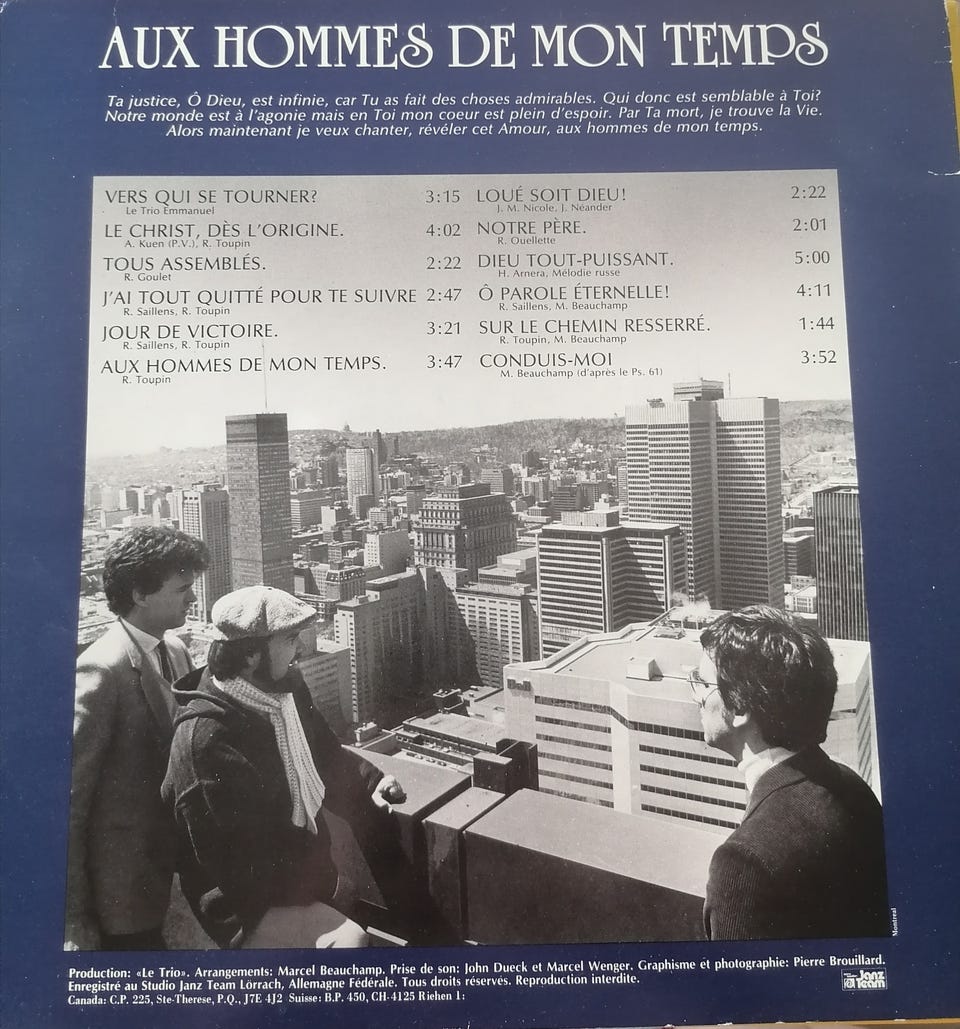 AUX HOMMES DE MON TEMPS
Ta justice, Ô Dieu, est infinie, car Tu as fait des choses admirables. Qui donc est semblable à Toi?
Notre monde est à l'agonie mais en Toi mon coeur est plein d'espoir. Par Ta mort, je trouve la Vie.
Alors maintenant je veux chanter, révéler cet Amour, aux hommes de mon temps.
VERS QUI SE TOURNER? 3:15
Le Trio Emmanuel
LE CHRIST, DÈS L'ORIGINE. 4:02
A. Kuen (P.V.), R. Toupin
TOUS ASSEMBLÉS. 2:22
R. Goulet
J'AI TOUT QUITTÉ POUR TE SUIVRE 2:47
R. Saillens, R. Toupin
JOUR DE VICTOIRE. 3:21
R. Saillens, R. Toupin
AUX HOMMES DE MON TEMPS. 3:47
R. Toupin
LOUÉ SOIT DIEU! 2:22
J. M. Nicole, J. Néander
NOTRE PÈRE. 2:01
R. Ouellette
DIEU TOUT-PUISSANT. 5:00
H. Arnera, Mélodie russe
Ô PAROLE ÉTERNELLE! 4:11
R. Saillens, M. Beauchamp
SUR LE CHEMIN RESSERRÉ. 1:44
R. Toupin, M. Beauchamp
CONDUIS-MOI 3:52
M. Beauchamp (d'après le Ps. 61)
Montreal
Production: «Le Trio». Arrangements: Marcel Beauchamp. Prise de son: John Dueck et Marcel Wenger. Graphisme et photographie: Pierre Brouillard.
Enregistré au Studio Janz Team Lörrach, Allemagne Fédérale. Tous droits réservés. Reproduction interdite.
Canada: C.P. 225, Ste-Therese, P.Q., J7E 4J2 Suisse: B.P. 450, CH-4125 Riehen 1:
Janz
Team